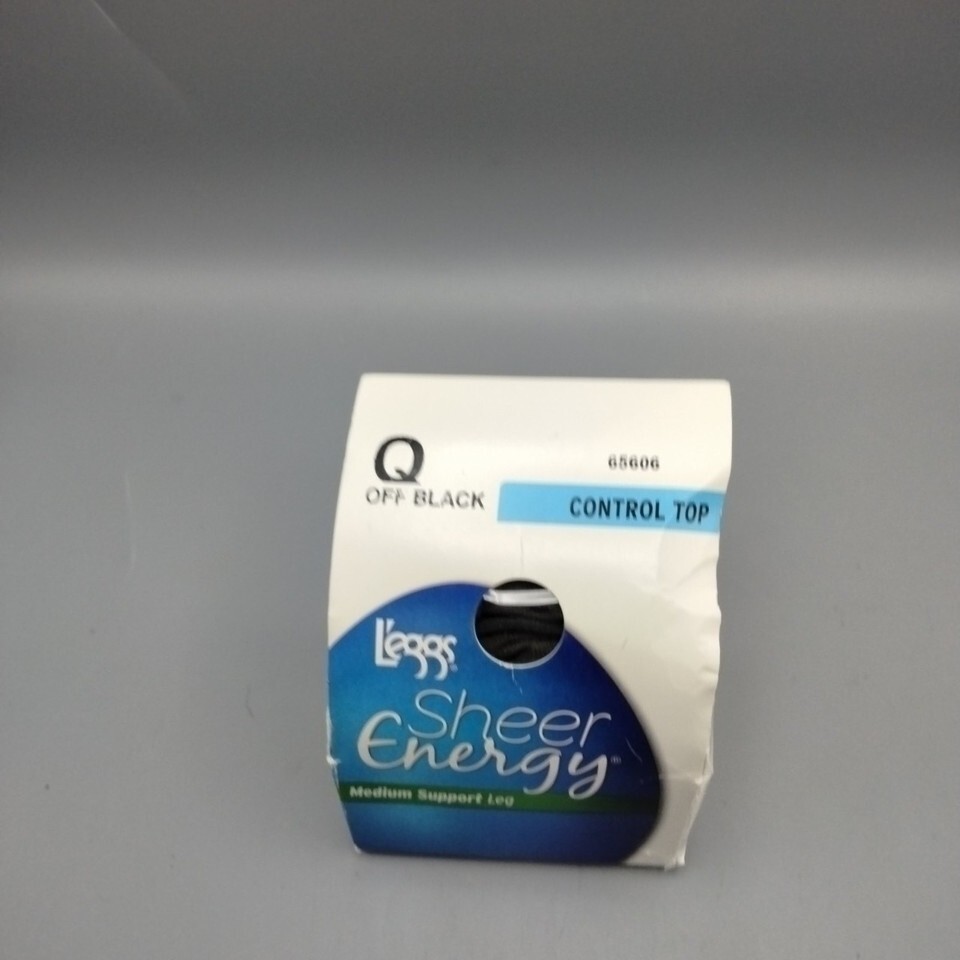 Q
65606
OFF BLACK
CONTROL TOP
L'eggs®
Sheer
Energy®
Medium Support Leg